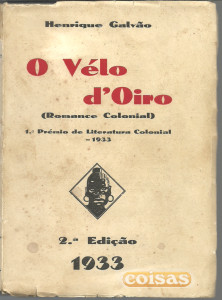 Henrique Galvão
O Vélo
d'Oiro
(Romance Colonial)
1.º Prémio de Literatura Colonial
-1933
2.ª Edição
1933
coisas